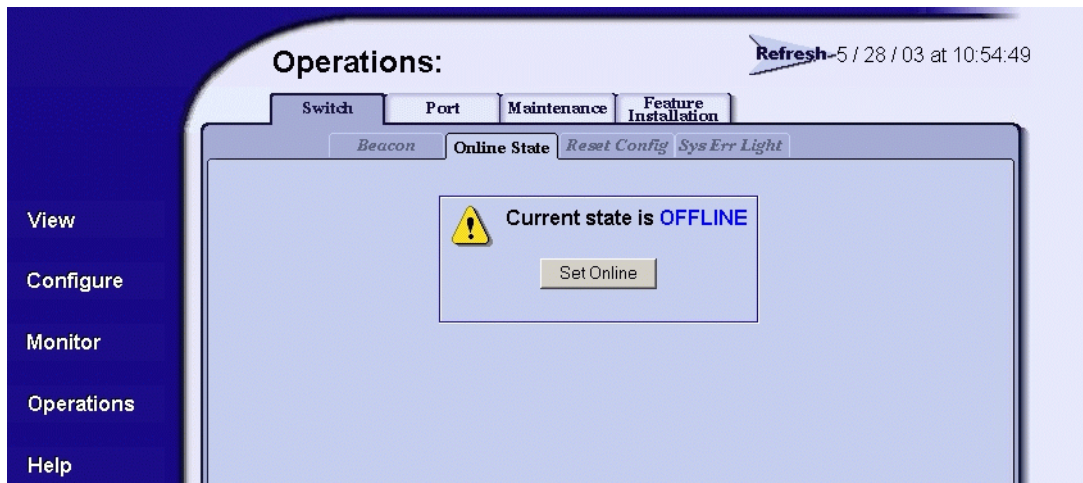 Operations:
Refresh-5 / 28 / 03 at 10:54:49
Switch Port Maintenance Feature Installation
Beacon Online State Reset Config Sys Err Light
Current state is OFFLINE
Set Online
View
Configure
Monitor
Operations
Help